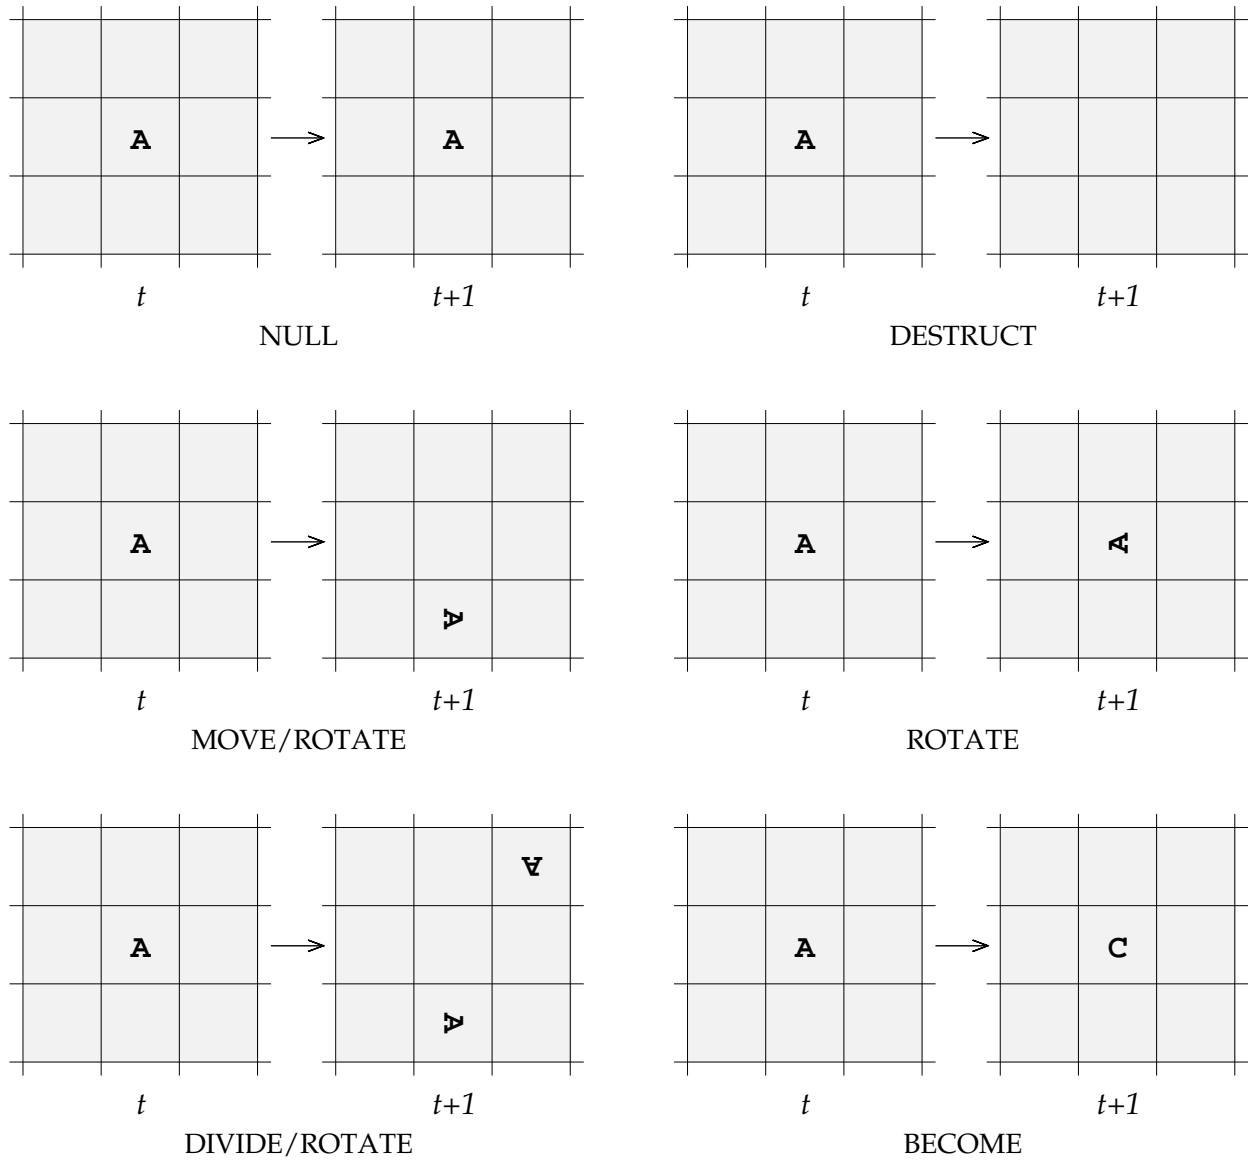 A A A
t t+1 t t+1
NULL DESTRUCT
A A A
A
t t+1 t t+1
MOVE/ROTATE ROTATE
A
A A C
A
t t+1 t t+1
DIVIDE/ROTATE BECOME